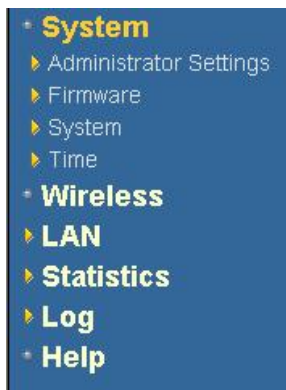 System
Administrator Settings
Firmware
System
Time
Wireless
LAN
Statistics
Log
Help